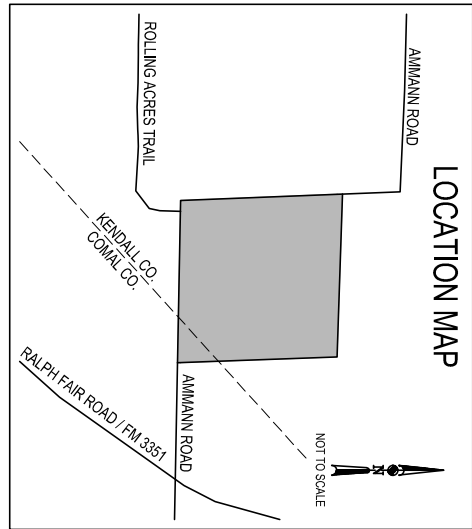 LOCATION MAP
AMMANN ROAD
ROLLING ACRES TRAIL
KENDALL CO.
COMAL CO.
AMMANN ROAD
RALPH FAIR ROAD / FM 3351
NOT TO SCALE
N